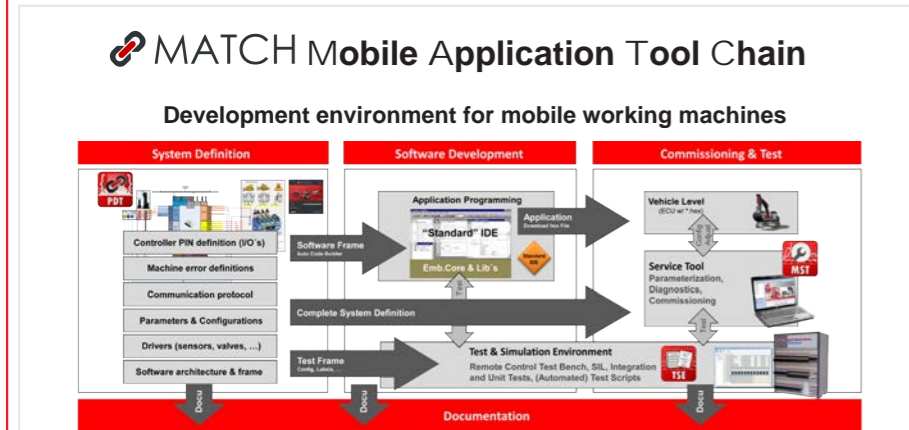 MATCH Mobile Application Tool Chain
Development environment for mobile working machines
System Definition
Software Development
Commissioning & Test
PDT
Controller PIN definition (I/O´s)
Machine error definitions
Communication protocol
Parameters & Configurations
Drivers (sensors, valves, ...)
Software architecture & frame
Software Frame
Auto Code Builder
Complete System Definition
Test Frame
Config, Labels, ...
Application Programming
"Standard" IDE
Emb.Core & Lib´s
Standard
IDE
Test
Application
Download hex File
Vehicle Level
(ECU w/ *.hex)
Config
Adjust
Service Tool
Parameterization,
Diagnostics,
Commissioning
MST
Test
Test & Simulation Environment
Remote Control Test Bench, SIL, Integration
and Unit Tests, (Automated) Test Scripts
TSE
Docu
Docu
Docu
Documentation